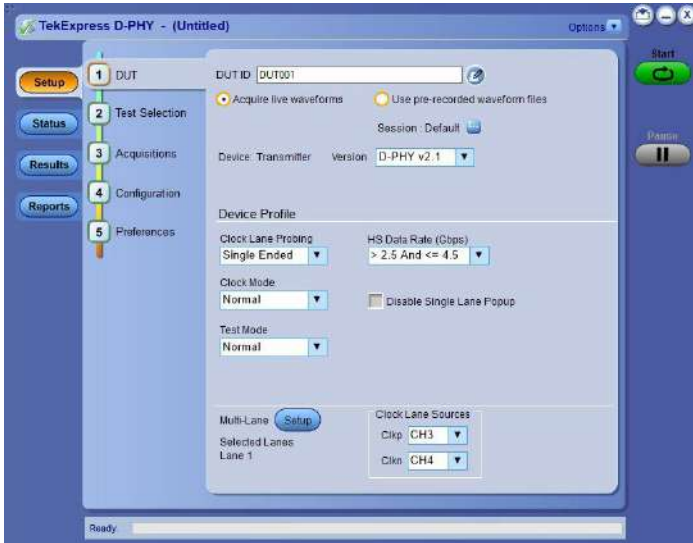 TekExpress D-PHY - (Untitled)
Options
Start
Pause
Setup
Status
Results
Reports
1 DUT
2 Test Selection
3 Acquisitions
4 Configuration
5 Preferences
DUT ID DUT001
Acquire live waveforms Use pre-recorded waveform files
Session : Default
Device: Transmitter Version D-PHY v2.1
Device Profile
Clock Lane Probing HS Data Rate (Gbps)
Single Ended > 2.5 And <= 4.5
Clock Mode
Normal Disable Single Lane Popup
Test Mode
Normal
Multi-Lane Setup
Selected Lanes
Lane 1
Clock Lane Sources
Clkp CH3
Clkn CH4
Ready